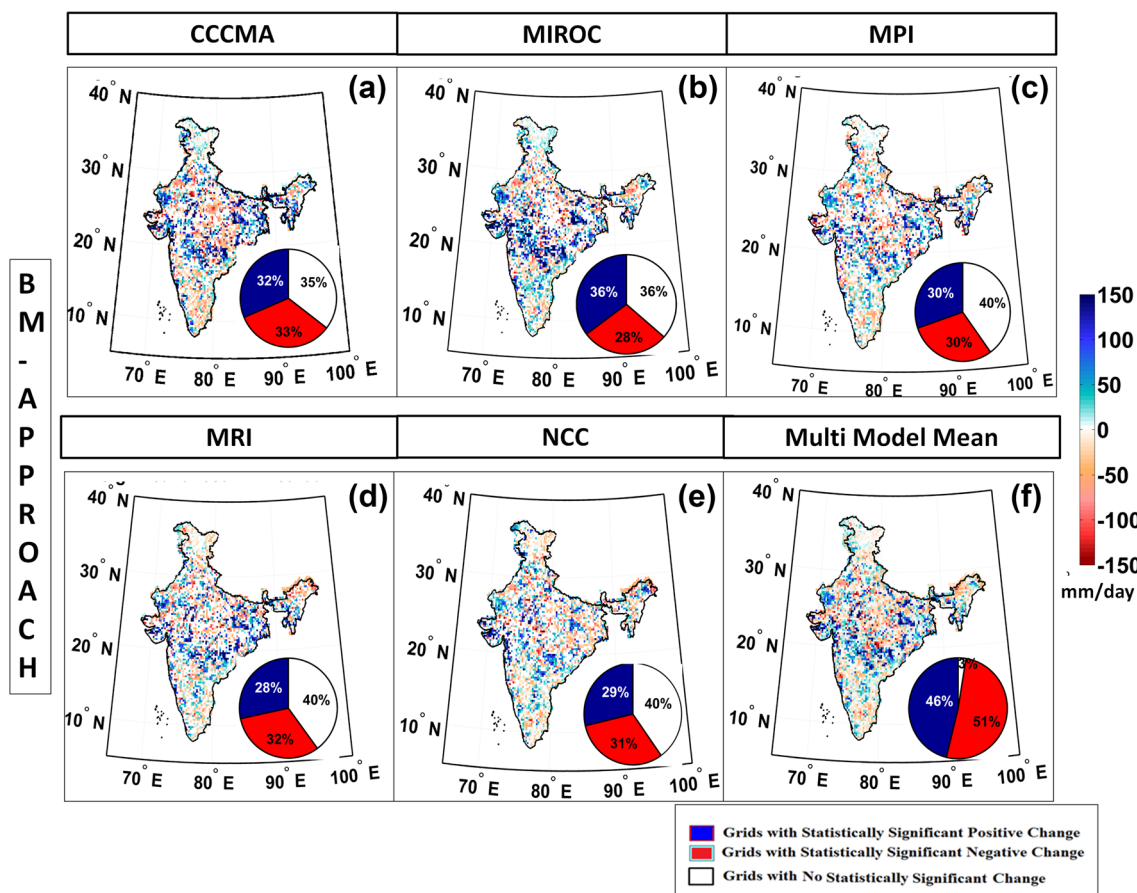 CCCMA
MIROC
MPI
BM-APPROACH
(a)
40° N
30° N
20° N
10° N
70° E
80° E
90° E
100° E
32%
35%
33%
(b)
40° N
30° N
20° N
10° N
70° E
80° E
90° E
100° E
36%
36%
28%
(c)
40° N
30° N
20° N
10° N
70° E
80° E
90° E
100° E
30%
40%
30%
150
100
50
0
-50
-100
-150
mm/day
MRI
NCC
Multi Model Mean
(d)
40° N
30° N
20° N
10° N
70° E
80° E
90° E
100° E
28%
40%
32%
(e)
40° N
30° N
20° N
10° N
70° E
80° E
90° E
100° E
29%
40%
31%
(f)
40° N
30° N
20° N
10° N
70° E
80° E
90° E
100° E
3%
46%
51%
Grids with Statistically Significant Positive Change
Grids with Statistically Significant Negative Change
Grids with No Statistically Significant Change